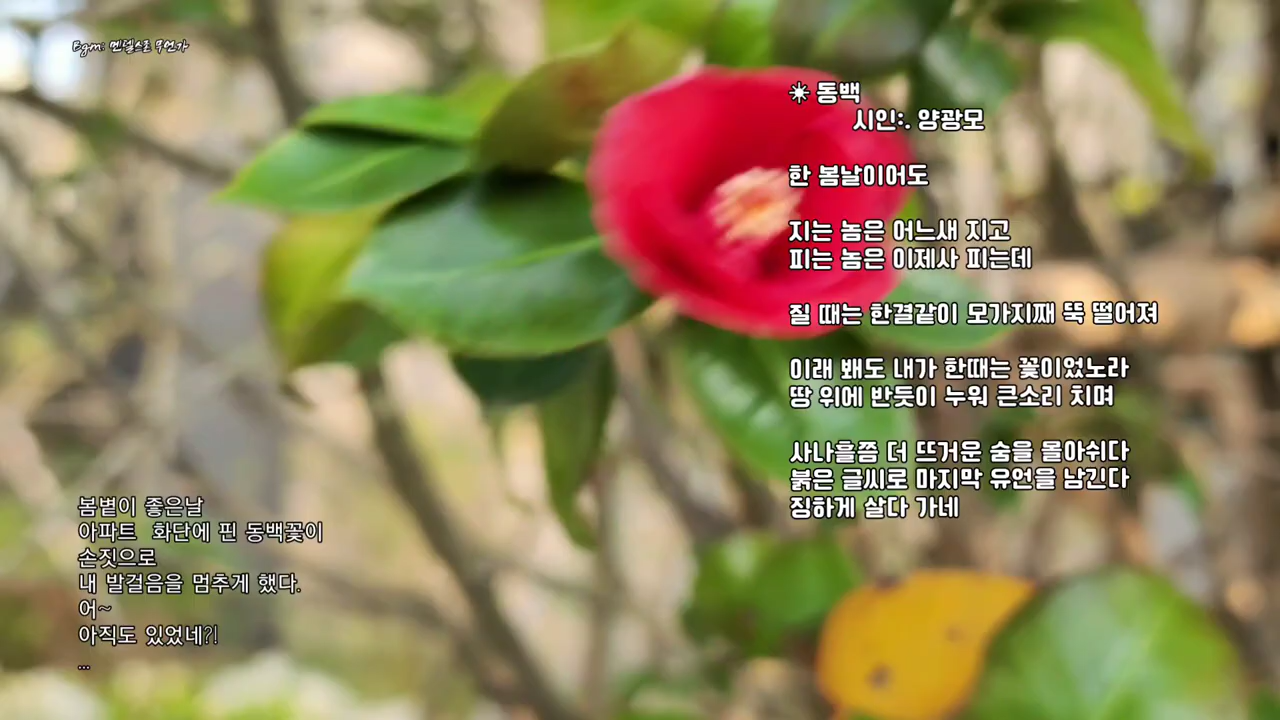 Bgm: 멘델스존 무언가
☀ 동백
시인:. 양광모
한 봄날이어도
지는 놈은 어느새 지고
피는 놈은 이제사 피는데
질 때는 한결같이 모가지째 뚝 떨어져
이래 봬도 내가 한때는 꽃이었노라
땅 위에 반듯이 누워 큰소리 치며
사나흘쯤 더 뜨거운 숨을 몰아쉬다
붉은 글씨로 마지막 유언을 남긴다
징하게 살다 가네
봄볕이 좋은날
아파트 화단에 핀 동백꽃이
손짓으로
내 발걸음을 멈추게 했다.
어~
아직도 있었네?!
...